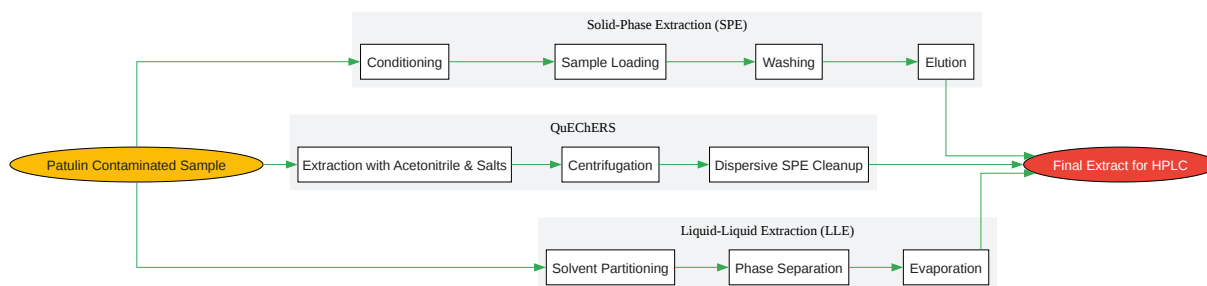 Solid-Phase Extraction (SPE)
Conditioning
Sample Loading
Washing
Elution
QuEChERS
Patulin Contaminated Sample
Extraction with Acetonitrile & Salts
Centrifugation
Dispersive SPE Cleanup
Final Extract for HPLC
Liquid-Liquid Extraction (LLE)
Solvent Partitioning
Phase Separation
Evaporation